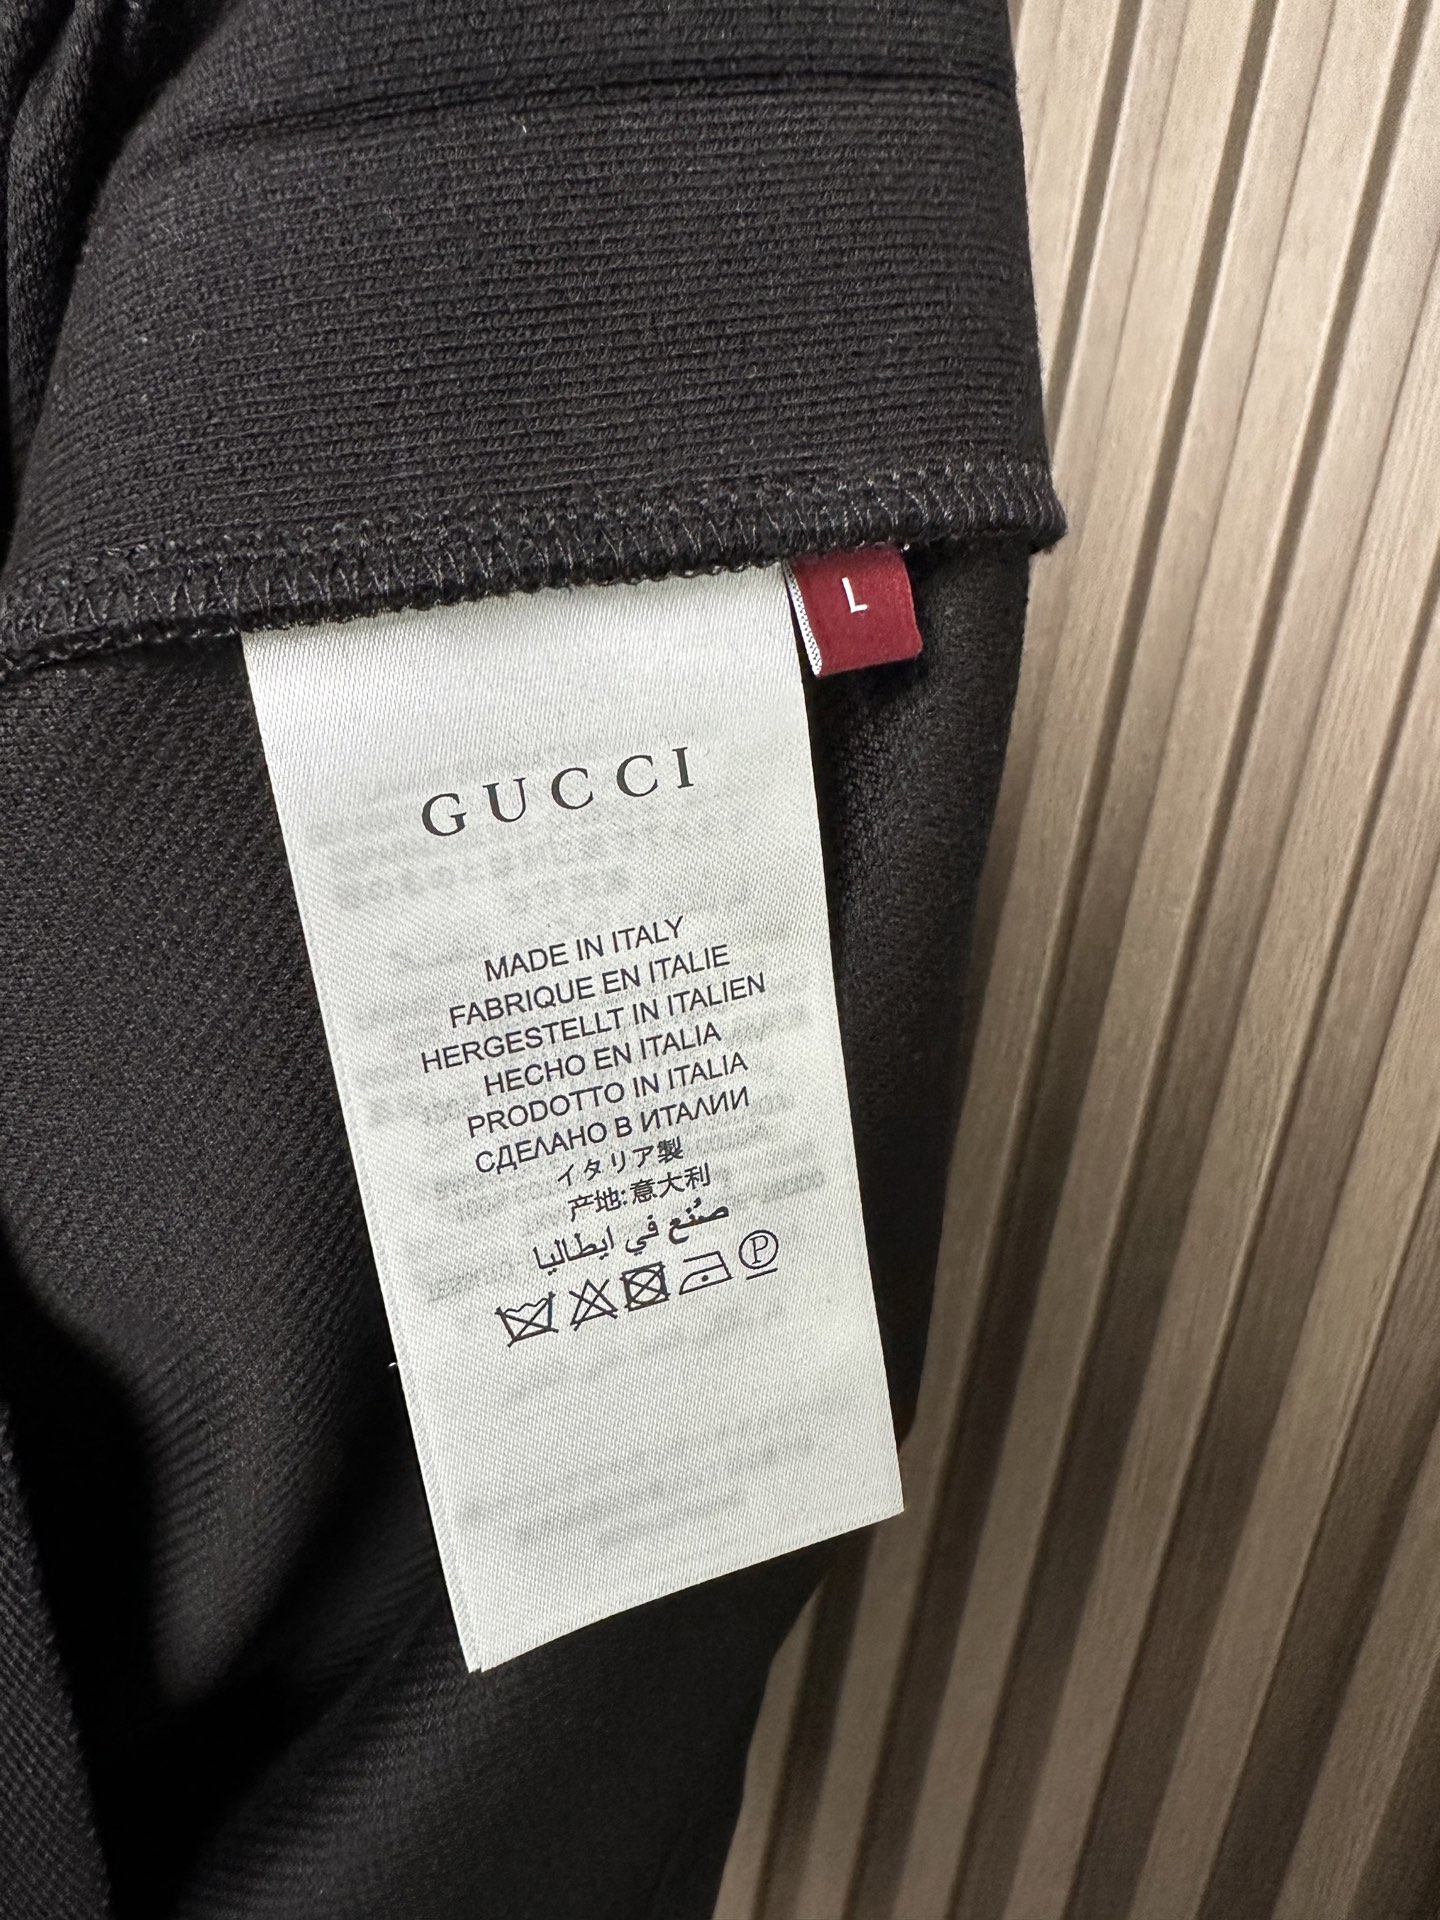 L
GUCCI
MADE IN ITALY
FABRIQUE EN ITALIE
HERGESTELLT IN ITALIEN
HECHO EN ITALIA
PRODOTTO IN ITALIA
СДЕЛАНО В ИТАЛИИ
イタリア製
产地:意大利
صُنع في ايطاليا
P